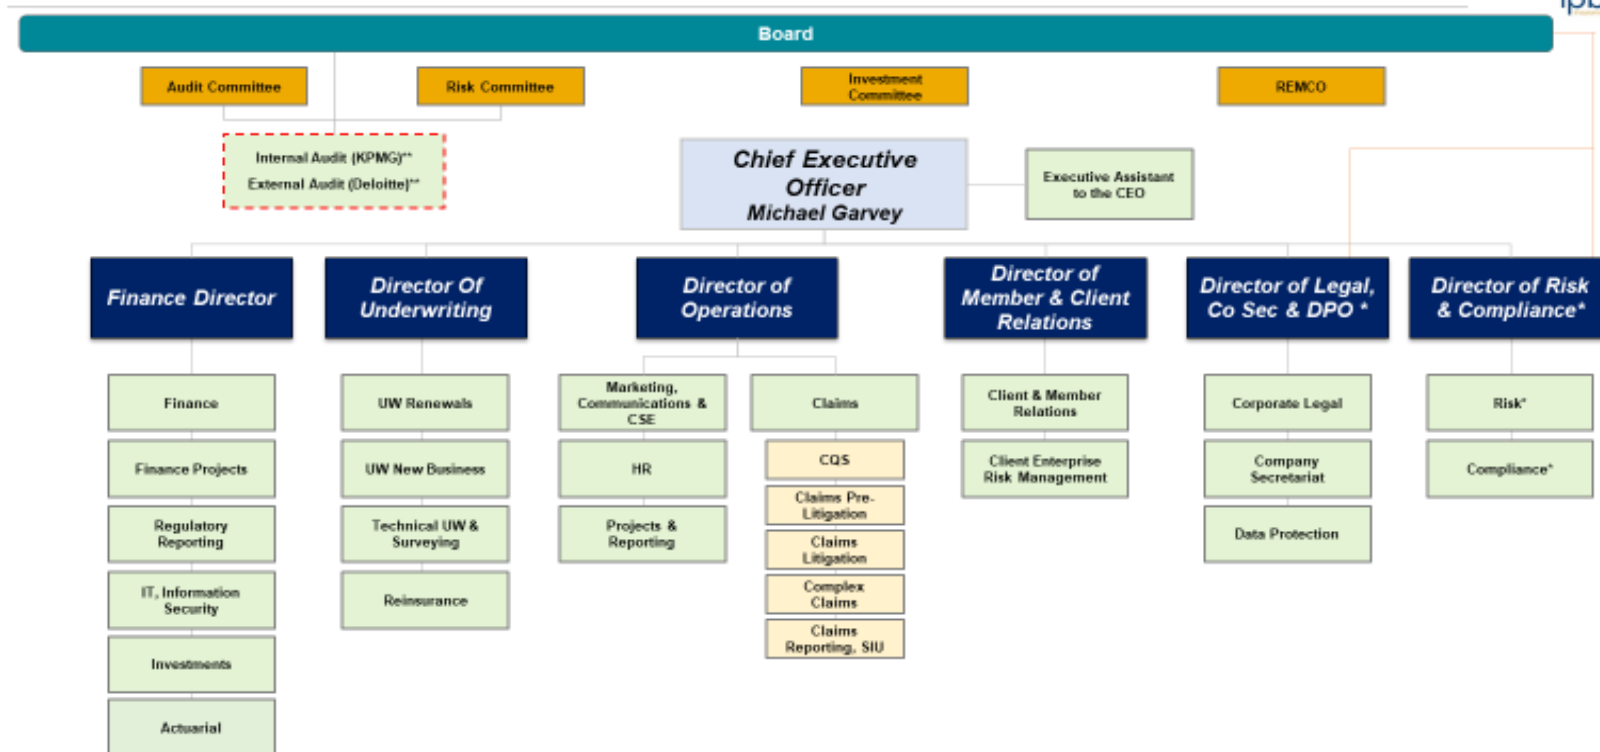 Board
Audit Committee
Risk Committee
Investment
Committee
REMCO
Internal Audit (KPMG)**
External Audit (Deloitte)**
Chief Executive
Officer
Michael Garvey
Executive Assistant
to the CEO
Finance Director
Director Of
Underwriting
Director of
Operations
Director of
Member & Client
Relations
Director of Legal,
Co Sec & DPO *
Director of Risk
& Compliance*
Finance
Finance Projects
Regulatory
Reporting
IT, Information
Security
Investments
Actuarial
UW Renewals
UW New Business
Technical UW &
Surveying
Reinsurance
Marketing,
Communications &
CSE
HR
Projects &
Reporting
Claims
CQS
Claims Pre-
Litigation
Claims
Litigation
Complex
Claims
Claims
Reporting, SIU
Client & Member
Relations
Client Enterprise
Risk Management
Corporate Legal
Company
Secretariat
Data Protection
Risk*
Compliance*